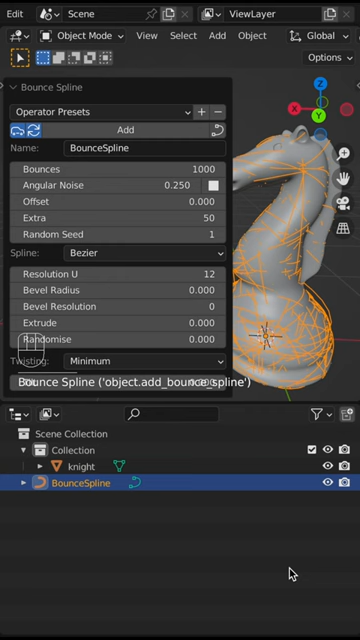 Edit
Scene
ViewLayer
Object Mode
View
Select
Add
Object
Global
Options
Z
X
Y
Bounce Spline
Operator Presets
Add
Name:
BounceSpline
Bounces
1000
Angular Noise
0.250
Offset
0.000
Extra
50
Random Seed
1
Spline:
Bezier
Resolution U
12
Bevel Radius
0.000
Bevel Resolution
0
Extrude
0.000
Randomise
0.000
Twisting:
Minimum
Bounce Spline ('object.add_bounce_spline')
Scene Collection
Collection
knight
BounceSpline